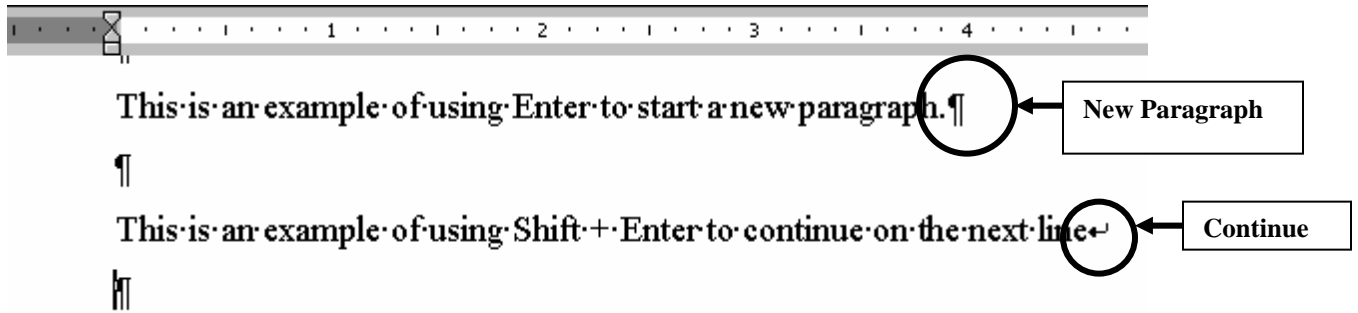 1 2 3 4
¶
This·is·an·example·of·using·Enter·to·start·a·new·paragraph.¶
New Paragraph
¶
This·is·an·example·of·using·Shift·+·Enter·to·continue·on·the·next·line↵
Continue
¶